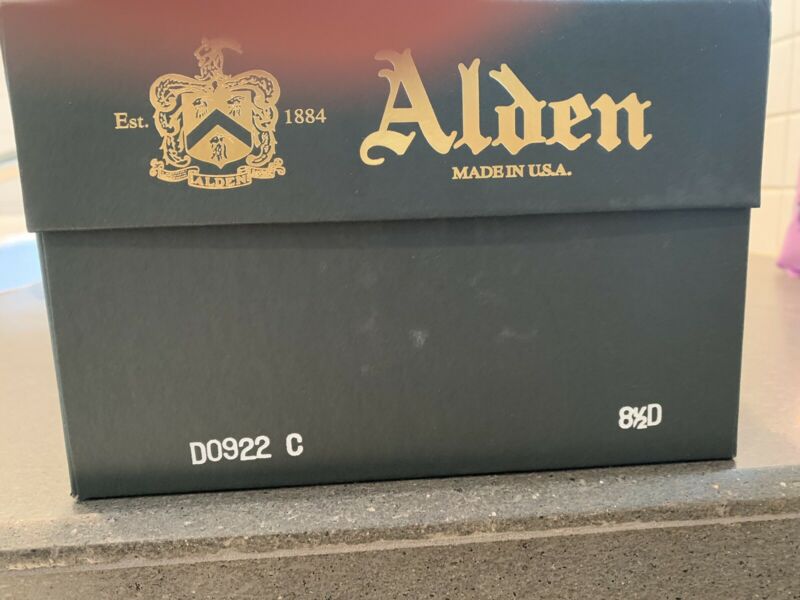 Est. 1884
ALDEN
Alden
MADE IN U.S.A.
D0922 C
8½D